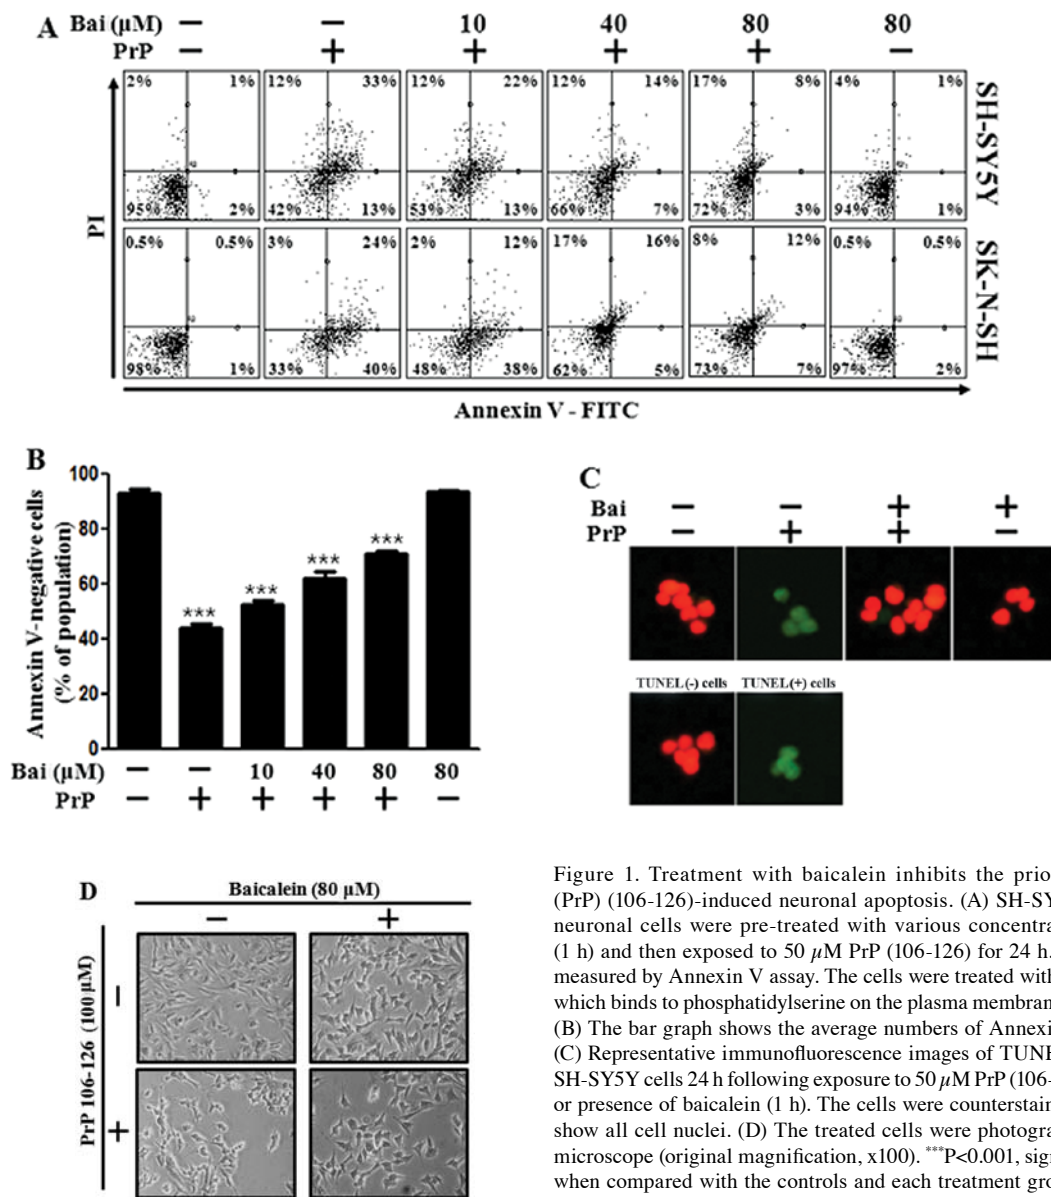 A Bai (µM) − − 10 40 80 80
PrP − + + + + −
2% 1% 12% 33% 12% 22% 12% 14% 17% 8% 4% 1%
95% 2% 42% 13% 53% 13% 66% 7% 72% 3% 94% 1%
SH-SY5Y
0.5% 0.5% 3% 24% 2% 12% 17% 16% 8% 12% 0.5% 0.5%
98% 1% 33% 40% 48% 38% 62% 5% 73% 7% 97% 2%
SK-N-SH
PI
Annexin V - FITC
B
Annexin V-negative cells
(% of population)
100
80
60
40
20
0
*** *** *** ***
Bai (µM) − − 10 40 80 80
PrP − + + + + −
C
Bai − − + +
PrP − + + −
TUNEL(-) cells TUNEL(+) cells
D
Baicalein (80 µM)
− +
PrP 106-126 (100 µM)
−
+
Figure 1. Treatment with baicalein inhibits the prio
(PrP) (106-126)-induced neuronal apoptosis. (A) SH-SY
neuronal cells were pre-treated with various concentra
(1 h) and then exposed to 50 µM PrP (106-126) for 24 h.
measured by Annexin V assay. The cells were treated with
which binds to phosphatidylserine on the plasma membran
(B) The bar graph shows the average numbers of Annexi
(C) Representative immunofluorescence images of TUNE
SH-SY5Y cells 24 h following exposure to 50 µM PrP (106-
or presence of baicalein (1 h). The cells were counterstain
show all cell nuclei. (D) The treated cells were photogra
microscope (original magnification, x100). ***P<0.001, sign
when compared with the controls and each treatment gro